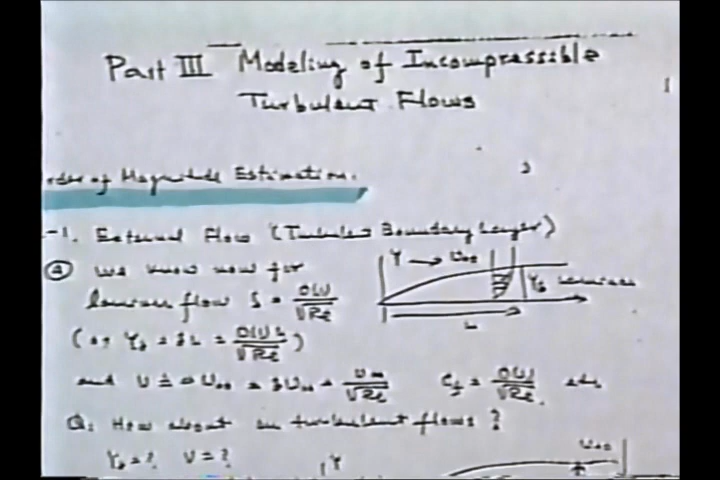 Part III Modeling of Incompressible
Turbulent Flows
order of Magnitude Estimation.
-1. External Flow (Turbulent Boundary Layer)
ⓐ We know now for
laminar flow δ = O(1)/√Re
(or Y_δ = δL = O(1)L/√Re)
Y → U∞
Y_δ laminar
L
and V ≐ U∞ = δU∞ = U∞/√Re C_f = O(1)/√Re, etc
Q: How about in turbulent flows?
Y_δ = ? V = ?
Y
U∞